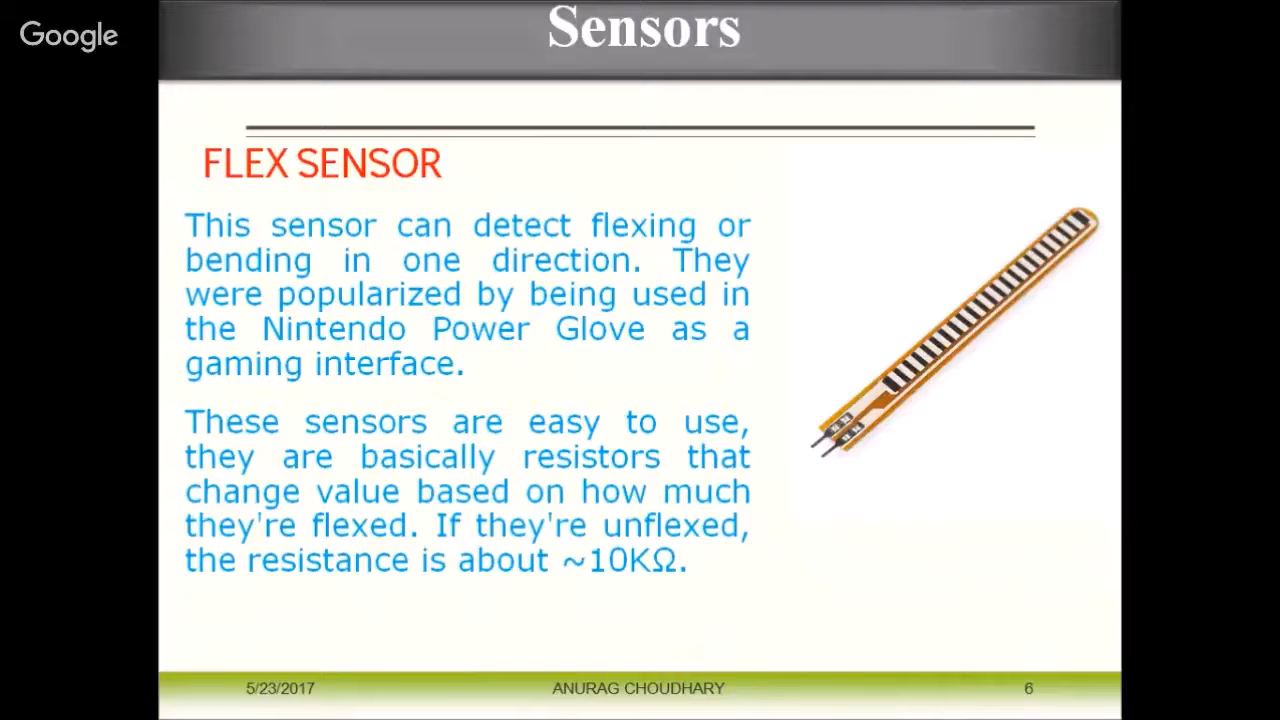 Google
Sensors
FLEX SENSOR
This sensor can detect flexing or
bending in one direction. They
were popularized by being used in
the Nintendo Power Glove as a
gaming interface.
These sensors are easy to use,
they are basically resistors that
change value based on how much
they're flexed. If they're unflexed,
the resistance is about ~10KΩ.
5/23/2017 ANURAG CHOUDHARY 6